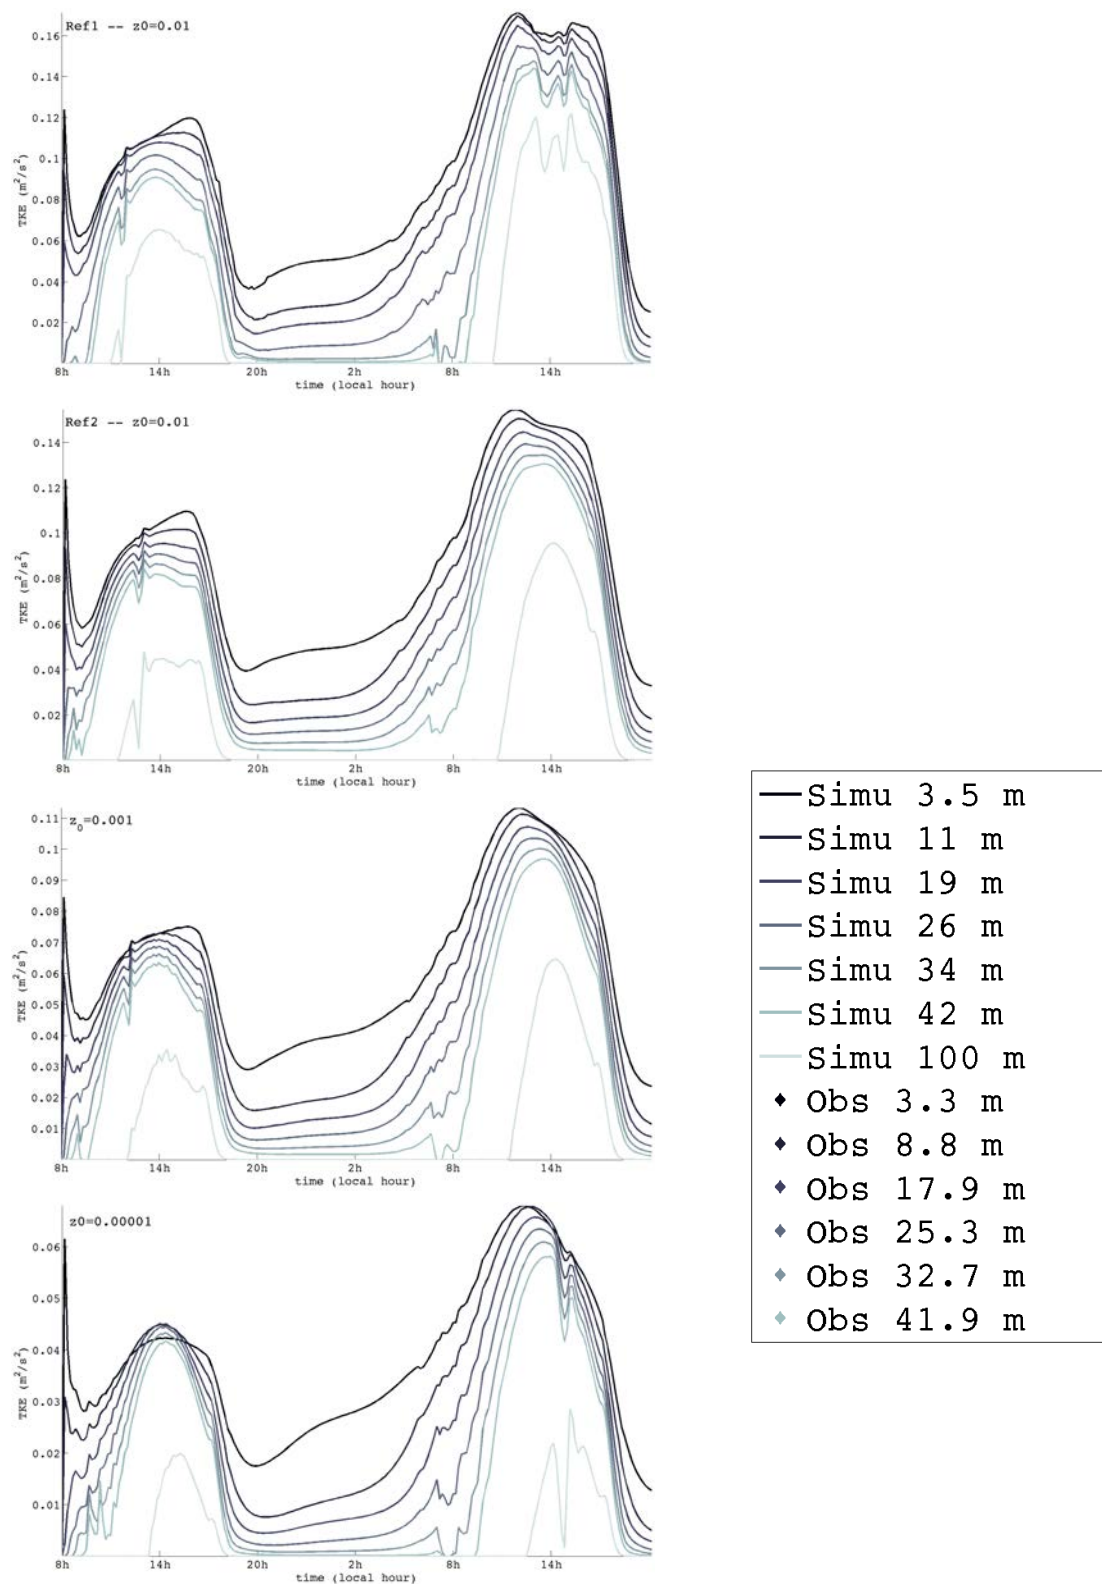 Ref1 -- z0=0.01
0.16
0.14
0.12
0.1
0.08
0.06
0.04
0.02
TKE (m²/s²)
8h 14h 20h 2h 8h 14h
time (local hour)
Ref2 -- z0=0.01
0.14
0.12
0.1
0.08
0.06
0.04
0.02
TKE (m²/s²)
8h 14h 20h 2h 8h 14h
time (local hour)
z₀=0.001
0.11
0.1
0.09
0.08
0.07
0.06
0.05
0.04
0.03
0.02
0.01
TKE (m²/s²)
8h 14h 20h 2h 8h 14h
time (local hour)
z0=0.00001
0.06
0.05
0.04
0.03
0.02
0.01
TKE (m²/s²)
8h 14h 20h 2h 8h 14h
time (local hour)
Simu 3.5 m
Simu 11 m
Simu 19 m
Simu 26 m
Simu 34 m
Simu 42 m
Simu 100 m
Obs 3.3 m
Obs 8.8 m
Obs 17.9 m
Obs 25.3 m
Obs 32.7 m
Obs 41.9 m